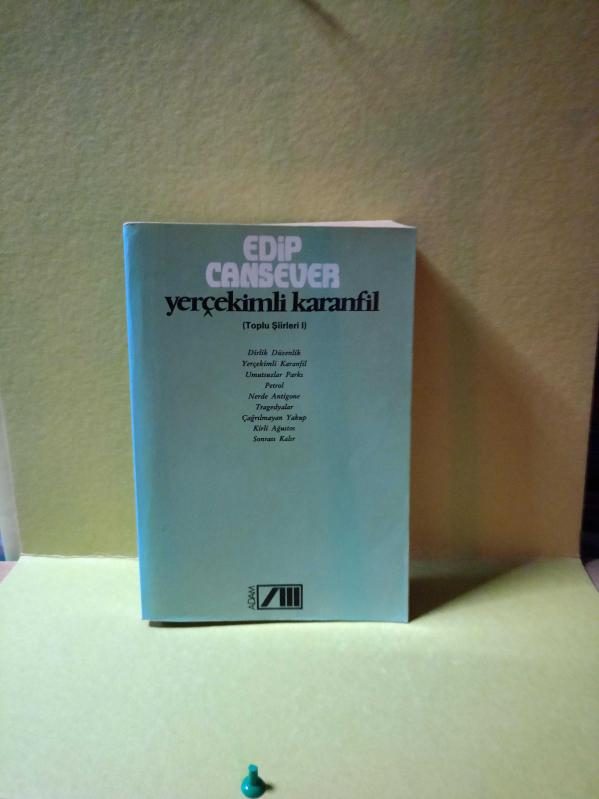 EDİP
CANSEVER
yerçekimli karanfil
(Toplu Şiirleri I)
Dirlik Düzenlik
Yerçekimli Karanfil
Umutsuzlar Parkı
Petrol
Nerde Antigone
Tragedyalar
Çağrılmayan Yakup
Kirli Ağustos
Sonrası Kalır
ADAM